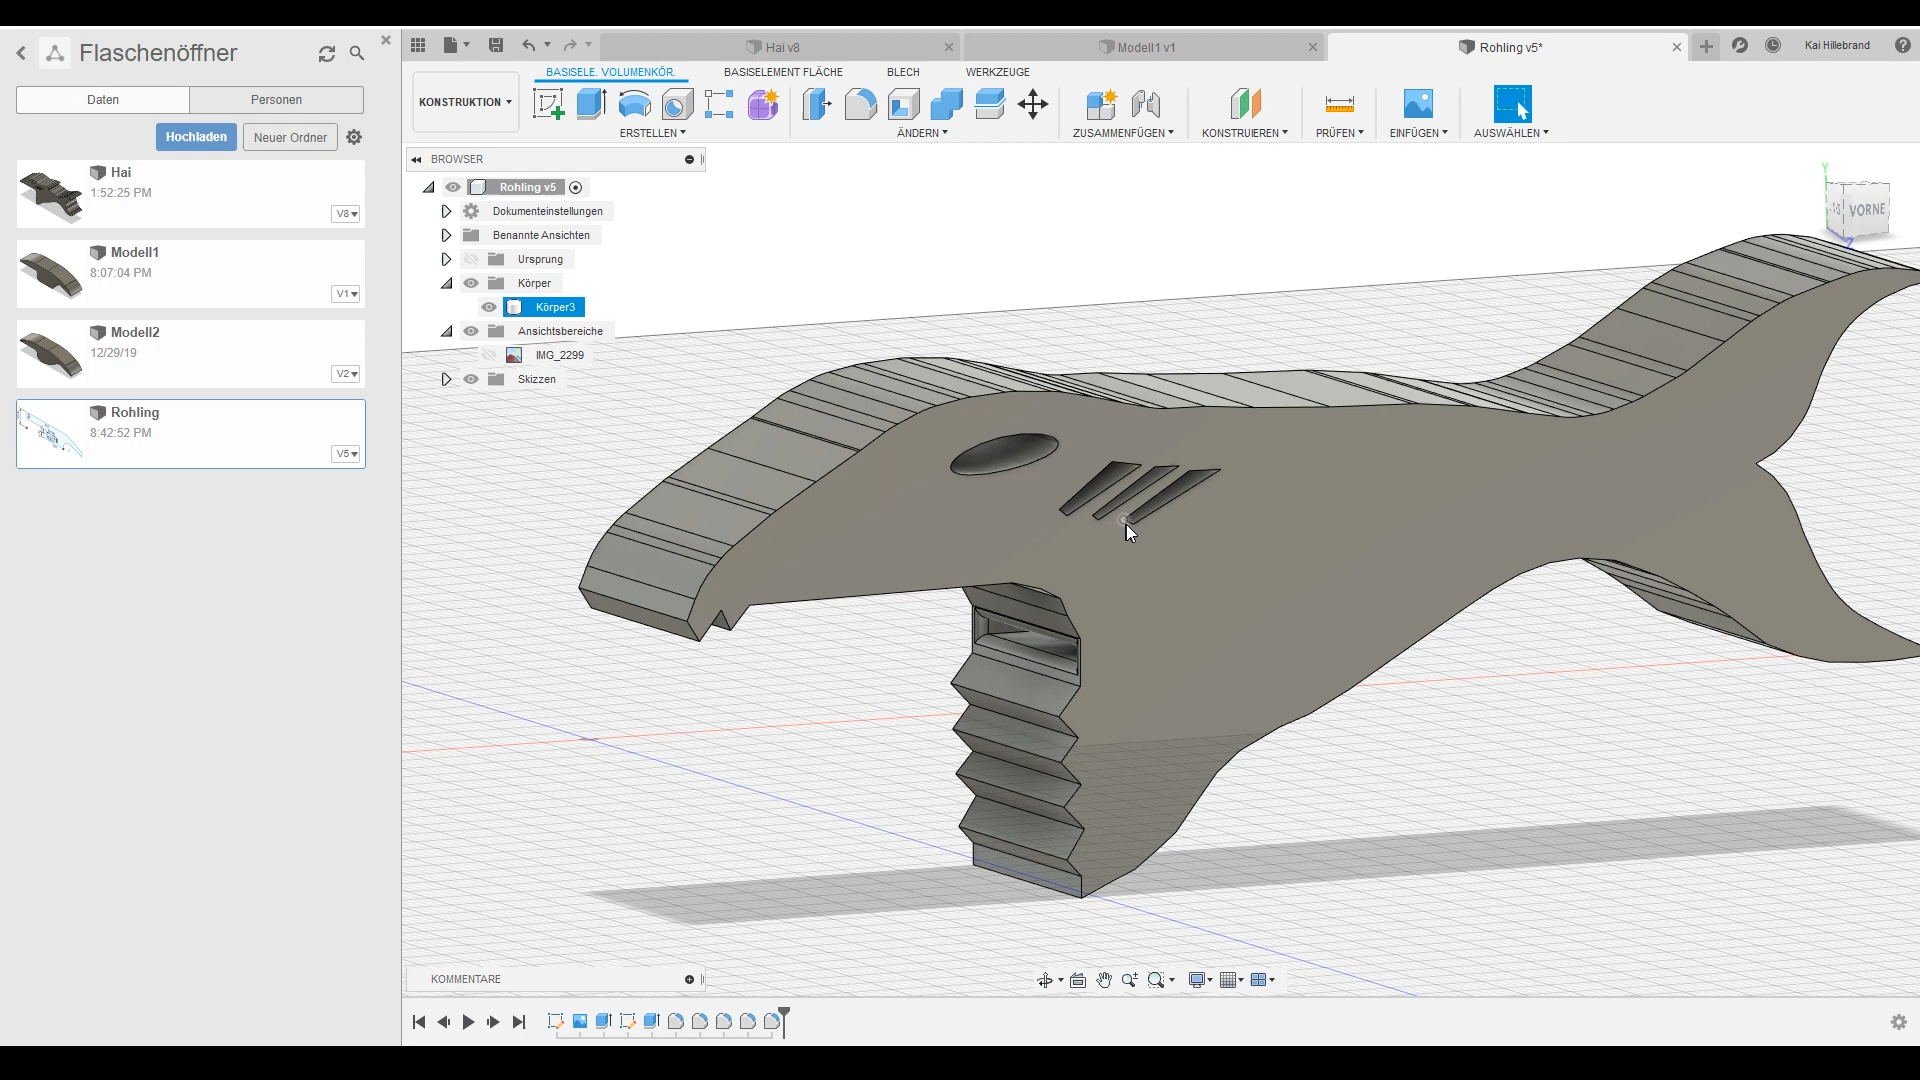 Flaschenöffner
Daten
Personen
Hochladen
Neuer Ordner
Hai
1:52:25 PM
V8
Modell1
8:07:04 PM
V1
Modell2
12/29/19
V2
Rohling
8:42:52 PM
V5
Hai v8
Modell1 v1
Rohling v5*
Kai Hillebrand
BASISELE. VOLUMENKÖR.
BASISELEMENT FLÄCHE
BLECH
WERKZEUGE
KONSTRUKTION
ERSTELLEN
ÄNDERN
ZUSAMMENFÜGEN
KONSTRUIEREN
PRÜFEN
EINFÜGEN
AUSWÄHLEN
BROWSER
Rohling v5
Dokumenteinstellungen
Benannte Ansichten
Ursprung
Körper
Körper3
Ansichtsbereiche
IMG_2299
Skizzen
Y
VORNE
Z
KOMMENTARE